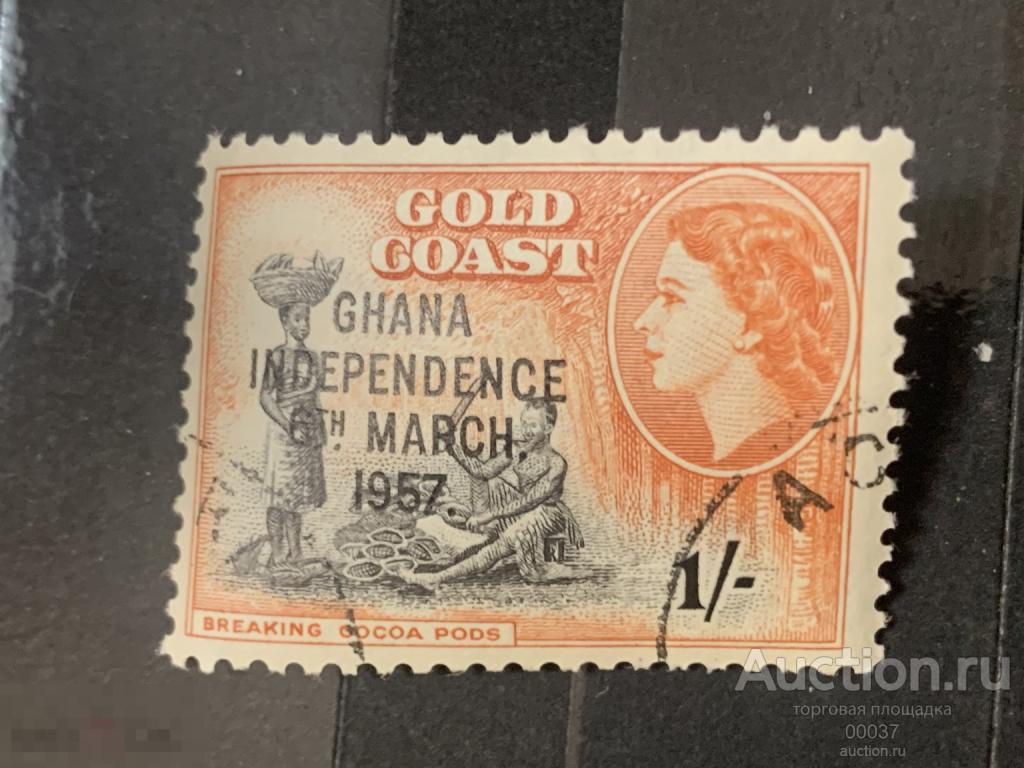 GOLD
COAST
GHANA
INDEPENDENCE
6TH MARCH.
1957
1/-
BREAKING COCOA PODS
A
Auction.ru
торговая площадка
00037
auction.ru